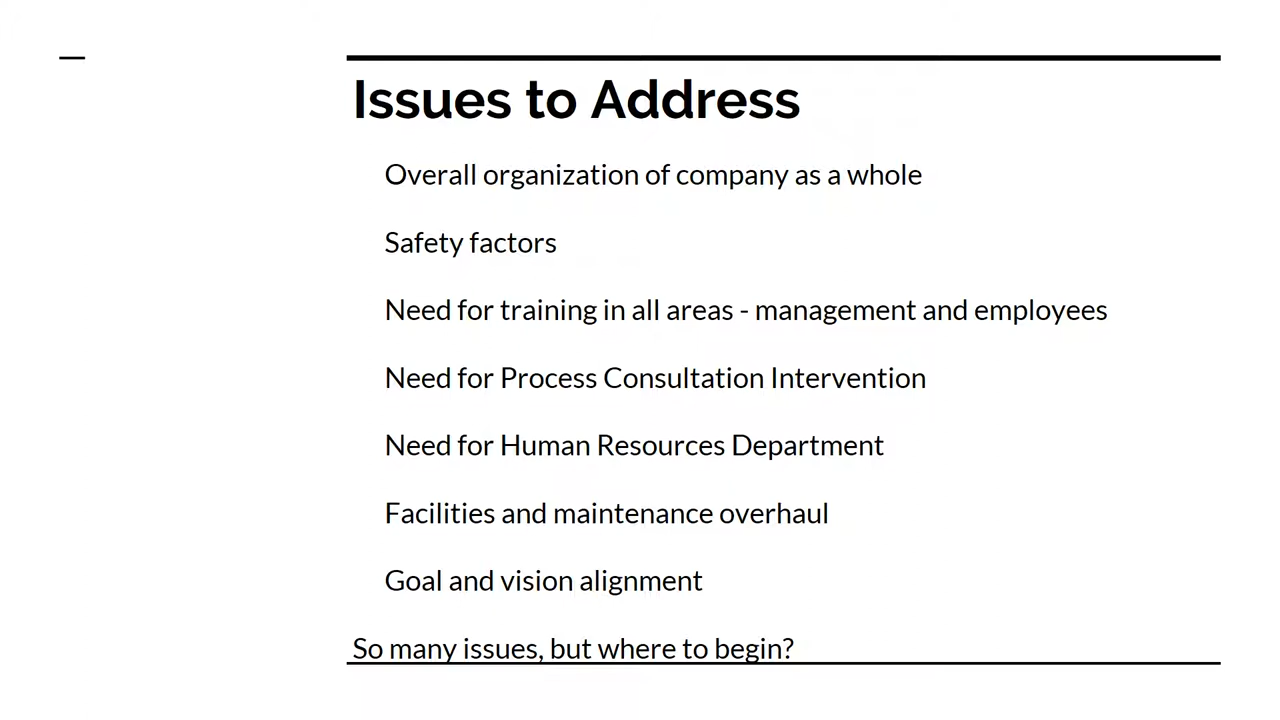 Issues to Address
Overall organization of company as a whole
Safety factors
Need for training in all areas - management and employees
Need for Process Consultation Intervention
Need for Human Resources Department
Facilities and maintenance overhaul
Goal and vision alignment
So many issues, but where to begin?